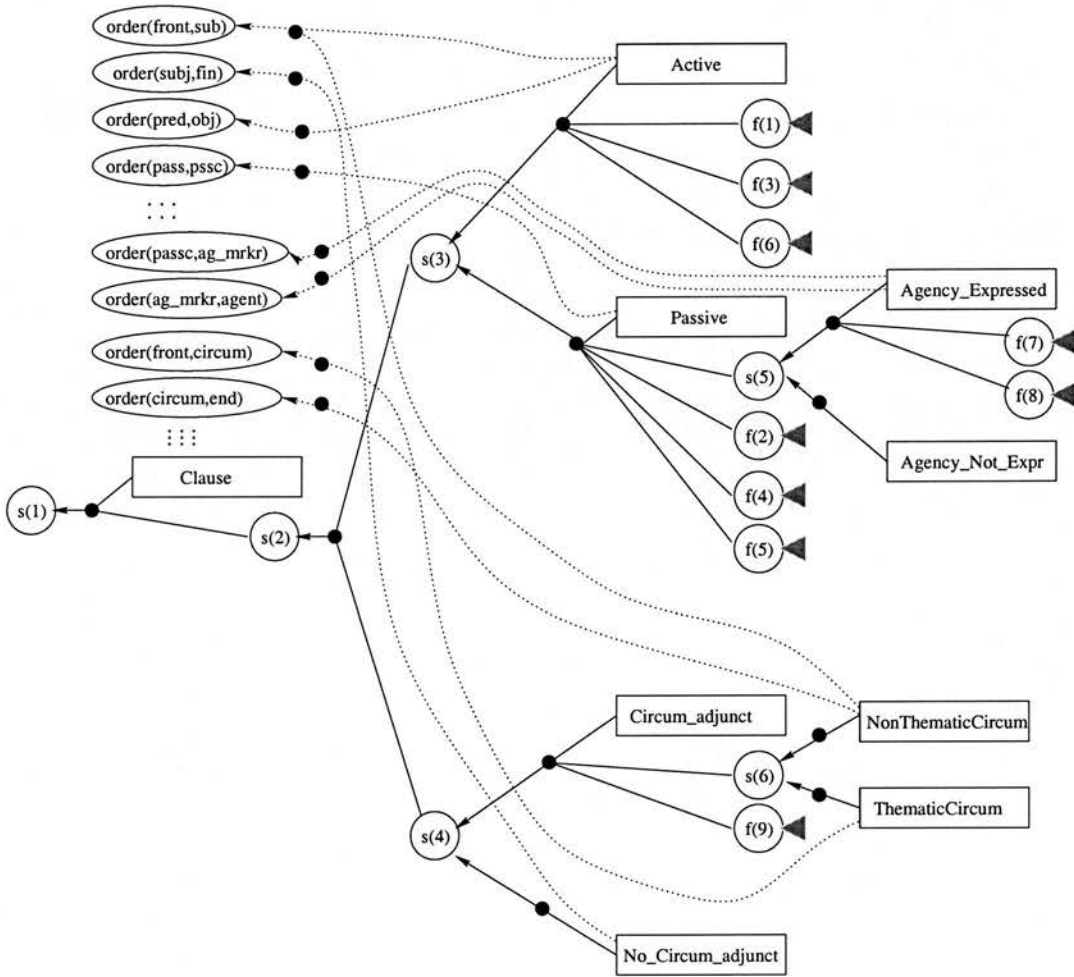 order(front,sub)
order(subj,fin)
order(pred,obj)
order(pass,pssc)
order(passc,ag_mrkr)
order(ag_mrkr,agent)
order(front,circum)
order(circum,end)
Clause
s(1)
s(2)
s(3)
s(4)
Active
f(1)
f(3)
f(6)
Passive
s(5)
f(2)
f(4)
f(5)
Agency_Expressed
f(7)
f(8)
Agency_Not_Expr
Circum_adjunct
s(6)
f(9)
NonThematicCircum
ThematicCircum
No_Circum_adjunct